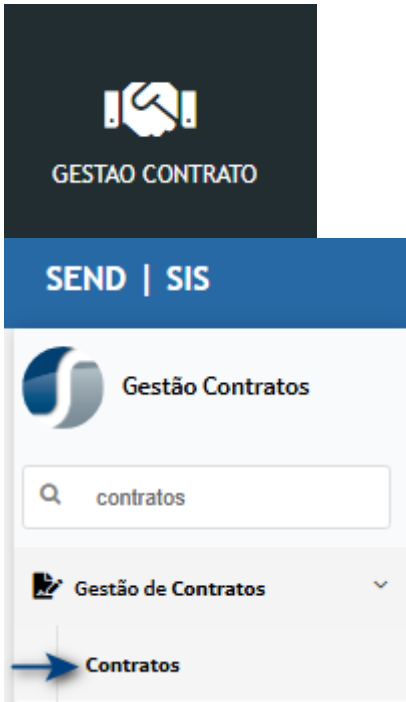 GESTAO CONTRATO
SEND | SIS
Gestão Contratos
contratos
Gestão de Contratos
Contratos